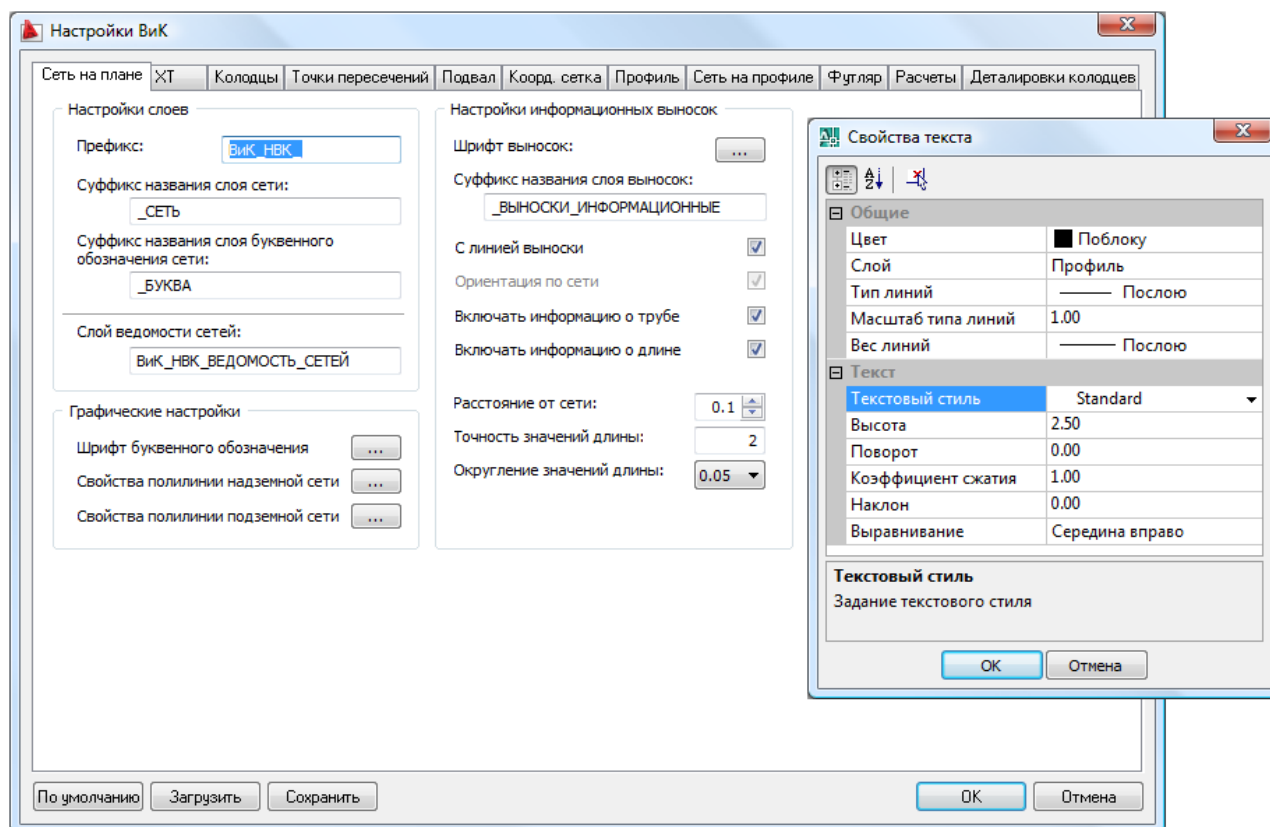 Настройки ВиК
Сеть на плане
ХТ
Колодцы
Точки пересечений
Подвал
Коорд. сетка
Профиль
Сеть на профиле
Футляр
Расчеты
Деталировки колодцев
Настройки слоев
Префикс:
ВиК_НВК_
Суффикс названия слоя сети:
_СЕТЬ
Суффикс названия слоя буквенного
обозначения сети:
_БУКВА
Слой ведомости сетей:
ВиК_НВК_ВЕДОМОСТЬ_СЕТЕЙ
Графические настройки
Шрифт буквенного обозначения
...
Свойства полилинии надземной сети
...
Свойства полилинии подземной сети
...
Настройки информационных выносок
Шрифт выносок:
...
Суффикс названия слоя выносок:
_ВЫНОСКИ_ИНФОРМАЦИОННЫЕ
С линией выноски
Ориентация по сети
Включать информацию о трубе
Включать информацию о длине
Расстояние от сети:
0.1
Точность значений длины:
2
Округление значений длины:
0.05
Свойства текста
Общие
Цвет
Поблоку
Слой
Профиль
Тип линий
Послою
Масштаб типа линий
1.00
Вес линий
Послою
Текст
Текстовый стиль
Standard
Высота
2.50
Поворот
0.00
Коэффициент сжатия
1.00
Наклон
0.00
Выравнивание
Середина вправо
Текстовый стиль
Задание текстового стиля
ОК
Отмена
По умолчанию
Загрузить
Сохранить
ОК
Отмена